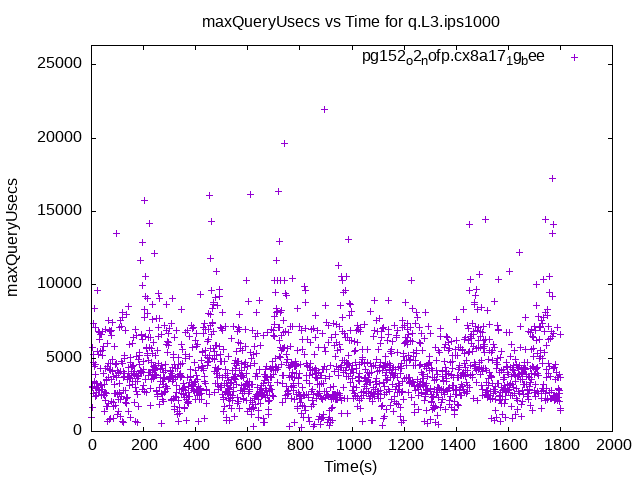 maxQueryUsecs vs Time for q.L3.ips1000
pg152_o2_nofp.cx8a17_1g_bee
25000
20000
15000
10000
5000
0
maxQueryUsecs
0 200 400 600 800 1000 1200 1400 1600 1800 2000
Time(s)